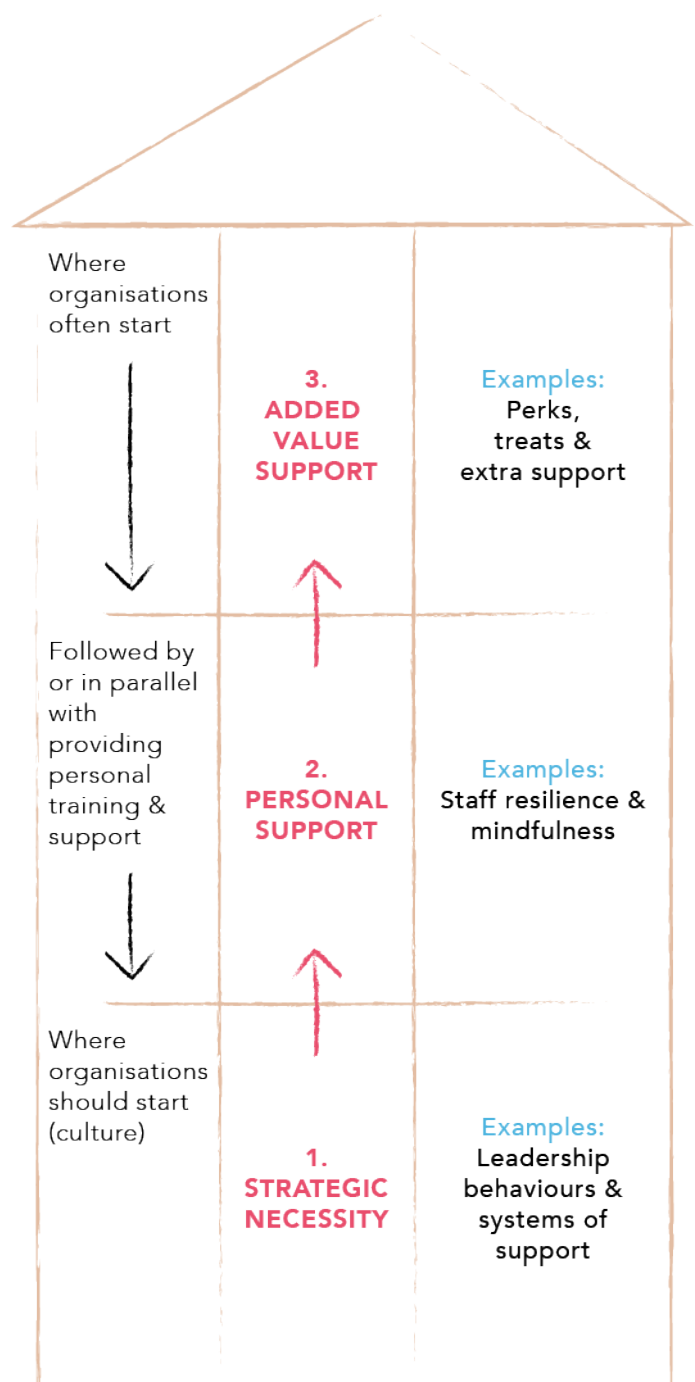 Where
organisations
often start
3.
ADDED
VALUE
SUPPORT
Examples:
Perks,
treats &
extra support
Followed by
or in parallel
with
providing
personal
training &
support
2.
PERSONAL
SUPPORT
Examples:
Staff resilience &
mindfulness
Where
organisations
should start
(culture)
1.
STRATEGIC
NECESSITY
Examples:
Leadership
behaviours &
systems of
support